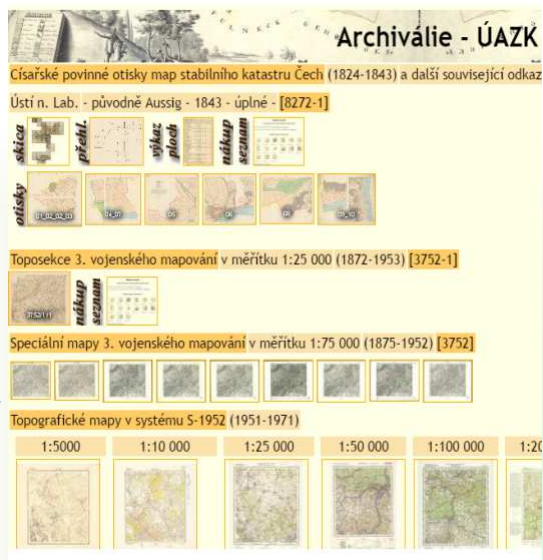 Archiválie - ÚAZK
Císařské povinné otisky map stabilního katastru Čech (1824-1843) a další související odkaz
Ústí n. Lab. - původně Aussig - 1843 - úplné - [8272-1]
skica
přehl.
výkaz ploch
nákup seznam
otisky
Toposekce 3. vojenského mapování v měřítku 1:25 000 (1872-1953) [3752-1]
nákup seznam
Speciální mapy 3. vojenského mapování v měřítku 1:75 000 (1875-1952) [3752]
Topografické mapy v systému S-1952 (1951-1971)
1:5000 1:10 000 1:25 000 1:50 000 1:100 000 1:20